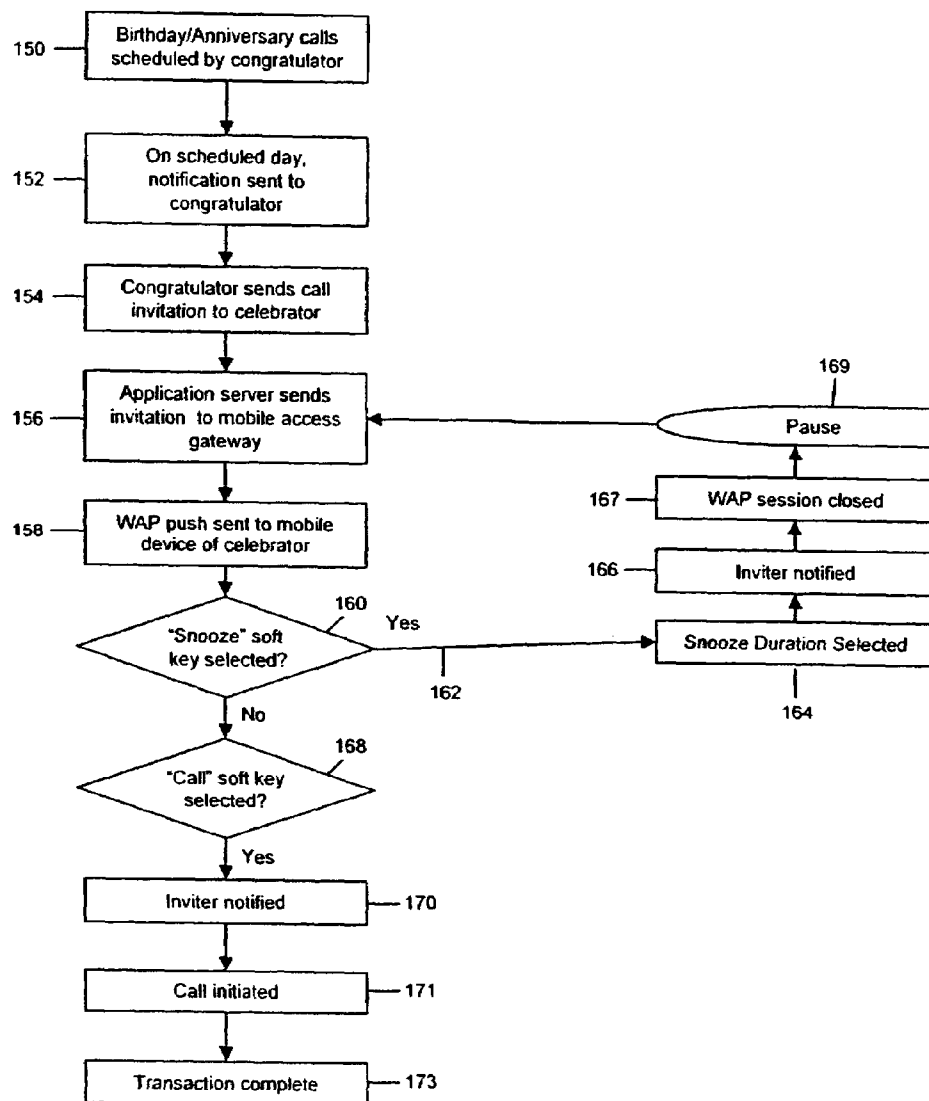 150
Birthday/Anniversary calls
scheduled by congratulator
152
On scheduled day,
notification sent to
congratulator
154
Congratulator sends call
invitation to celebrator
156
Application server sends
invitation to mobile access
gateway
169
Pause
158
WAP push sent to mobile
device of celebrator
167
WAP session closed
166
Inviter notified
160
"Snooze" soft
key selected?
Yes
162
Snooze Duration Selected
164
No
168
"Call" soft key
selected?
Yes
Inviter notified
170
Call initiated
171
Transaction complete
173